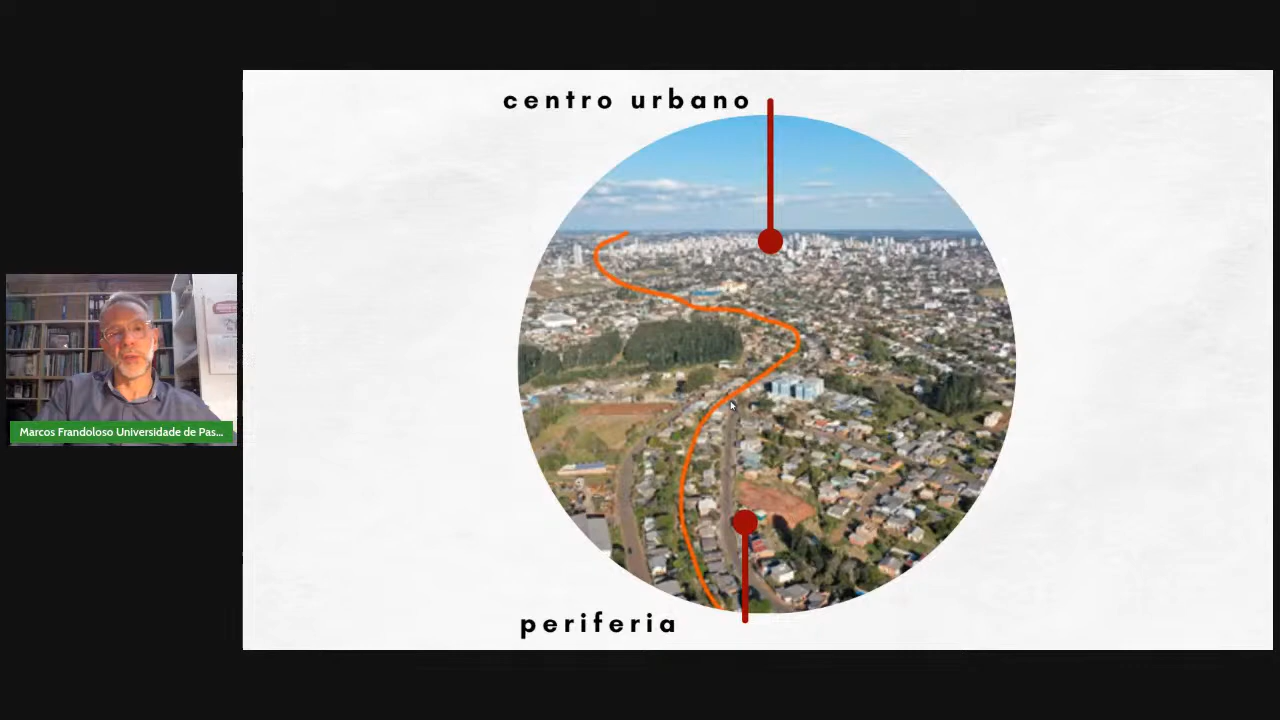 centro urbano
Marcos Frandoloso Universidade de Pas...
periferia